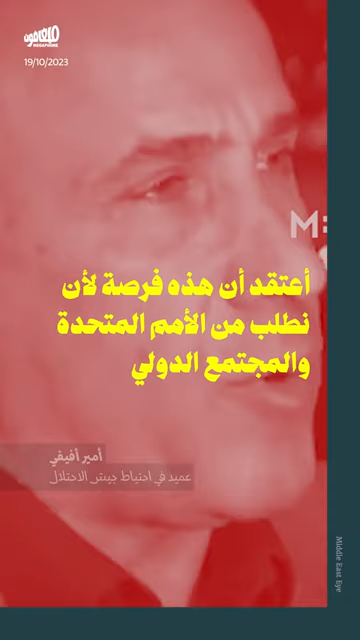 ميغافون
MEGAPHONE
19/10/2023
M:
أعتقد أن هذه فرصة لأن
نطلب من الأمم المتحدة
والمجتمع الدولي
أمير أفيفي
عميد في احتياط جيش الاحتلال
Middle East Eye